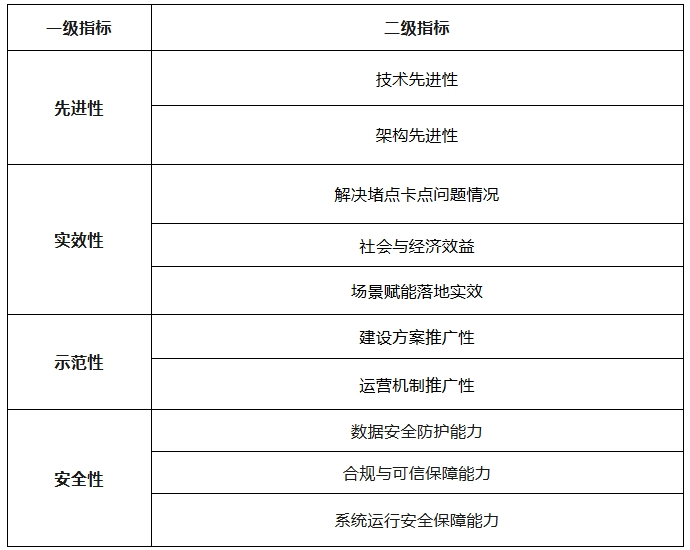 一级指标 二级指标
先进性
技术先进性
架构先进性
实效性
解决堵点卡点问题情况
社会与经济效益
场景赋能落地实效
示范性
建设方案推广性
运营机制推广性
安全性
数据安全防护能力
合规与可信保障能力
系统运行安全保障能力